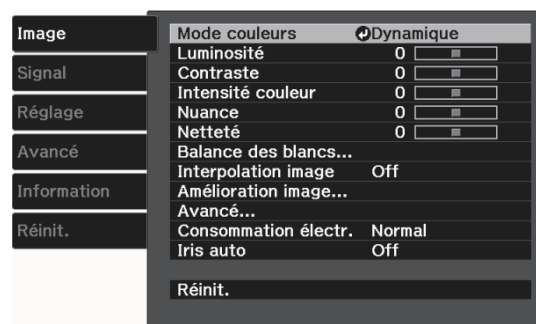 Image
Signal
Réglage
Avancé
Information
Réinit.
Mode couleurs Dynamique
Luminosité 0
Contraste 0
Intensité couleur 0
Nuance 0
Netteté 0
Balance des blancs...
Interpolation image Off
Amélioration image...
Avancé...
Consommation électr. Normal
Iris auto Off
Réinit.